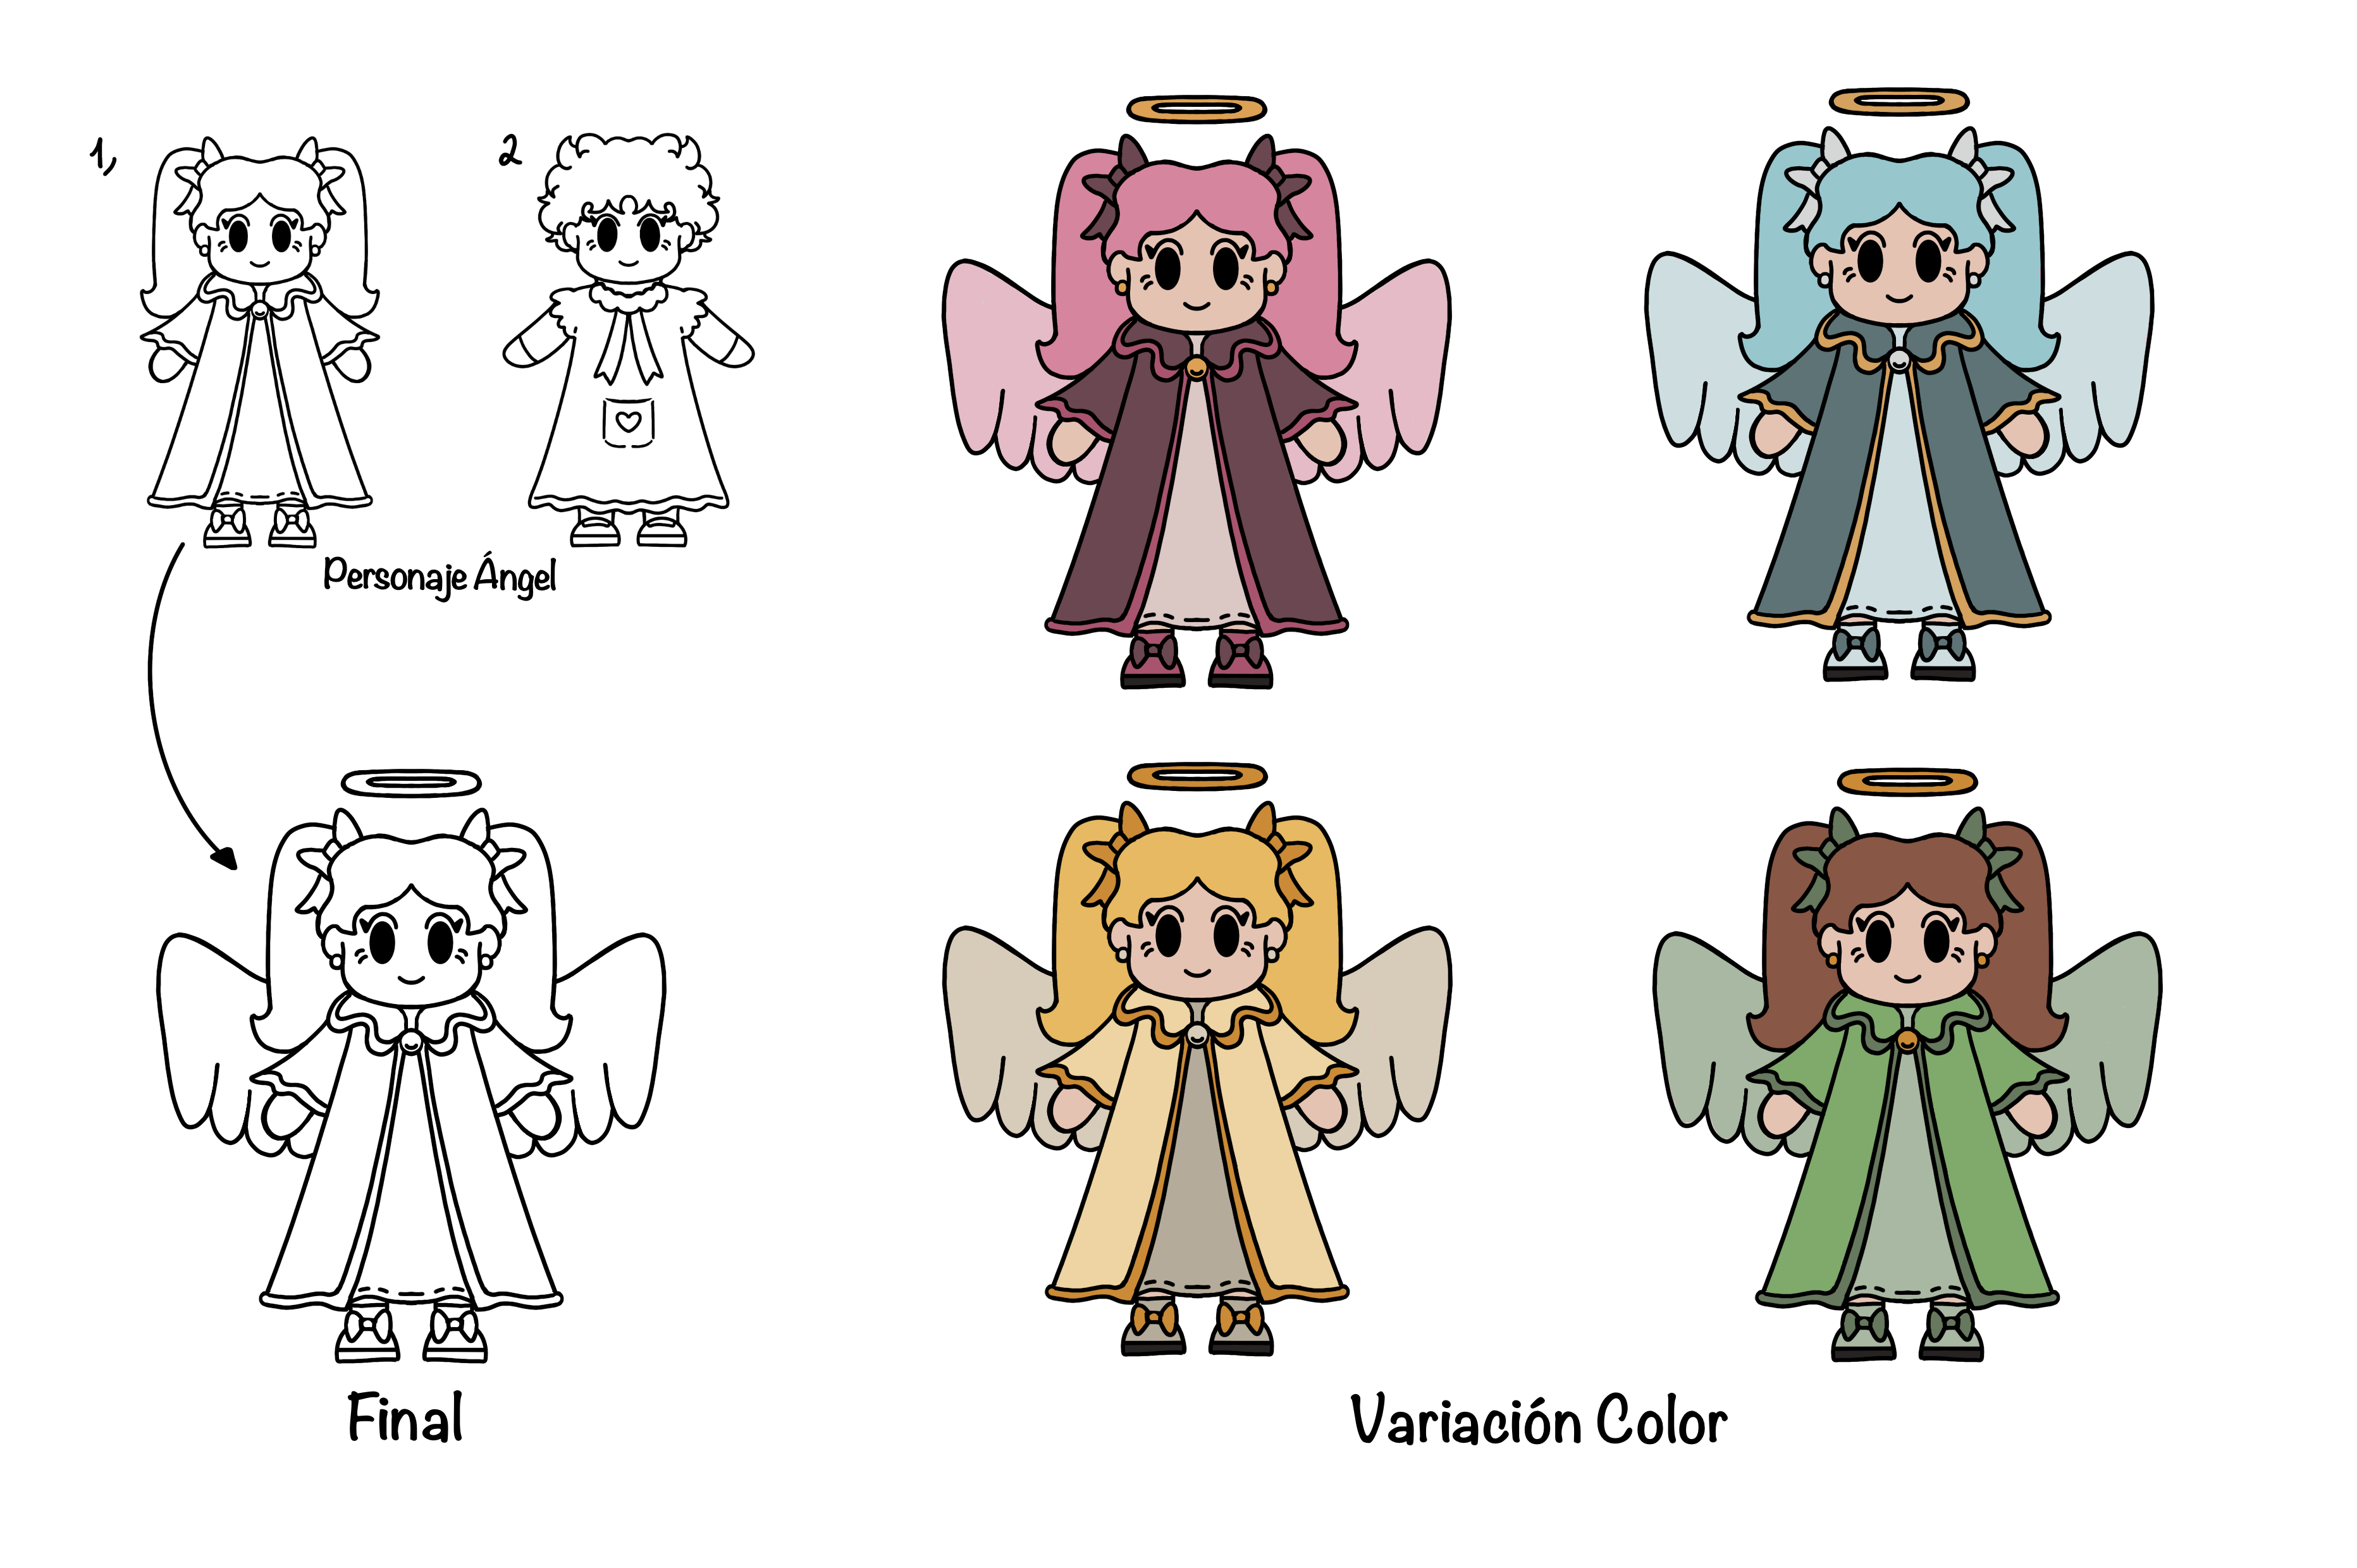 1,
2
Personaje Ángel
Final
Variación Color